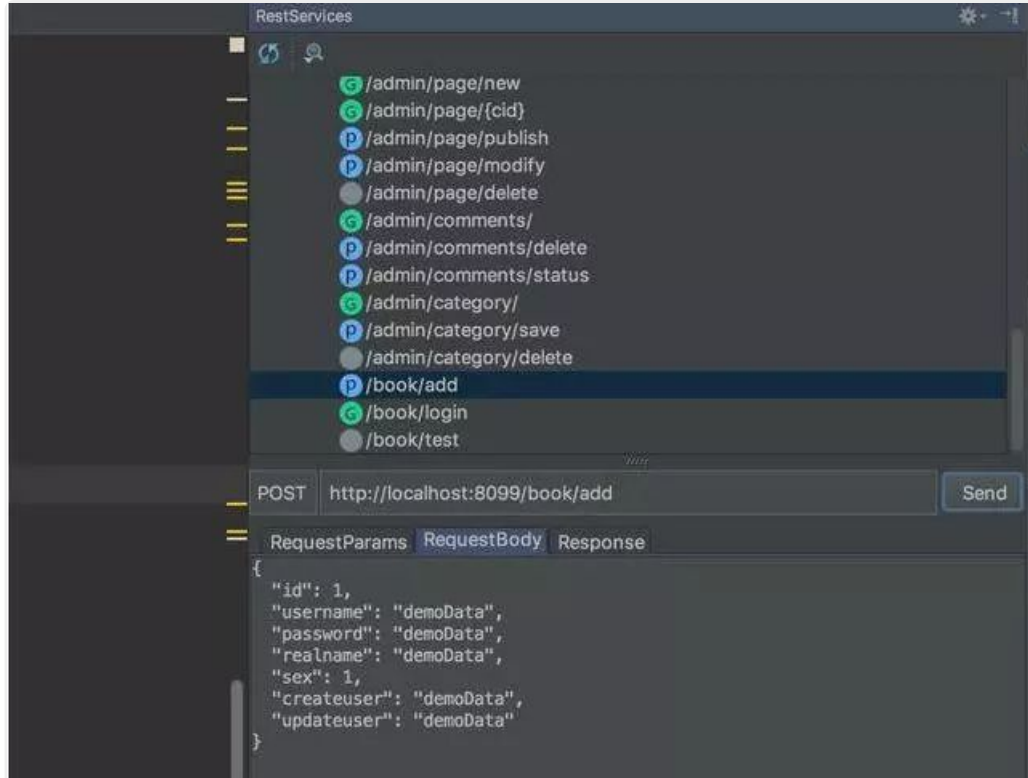 RestServices
G /admin/page/new
G /admin/page/{cid}
P /admin/page/publish
P /admin/page/modify
/admin/page/delete
G /admin/comments/
P /admin/comments/delete
P /admin/comments/status
G /admin/category/
P /admin/category/save
/admin/category/delete
P /book/add
G /book/login
/book/test
POST http://localhost:8099/book/add Send
RequestParams RequestBody Response
{
"id": 1,
"username": "demoData",
"password": "demoData",
"realname": "demoData",
"sex": 1,
"createuser": "demoData",
"updateuser": "demoData"
}